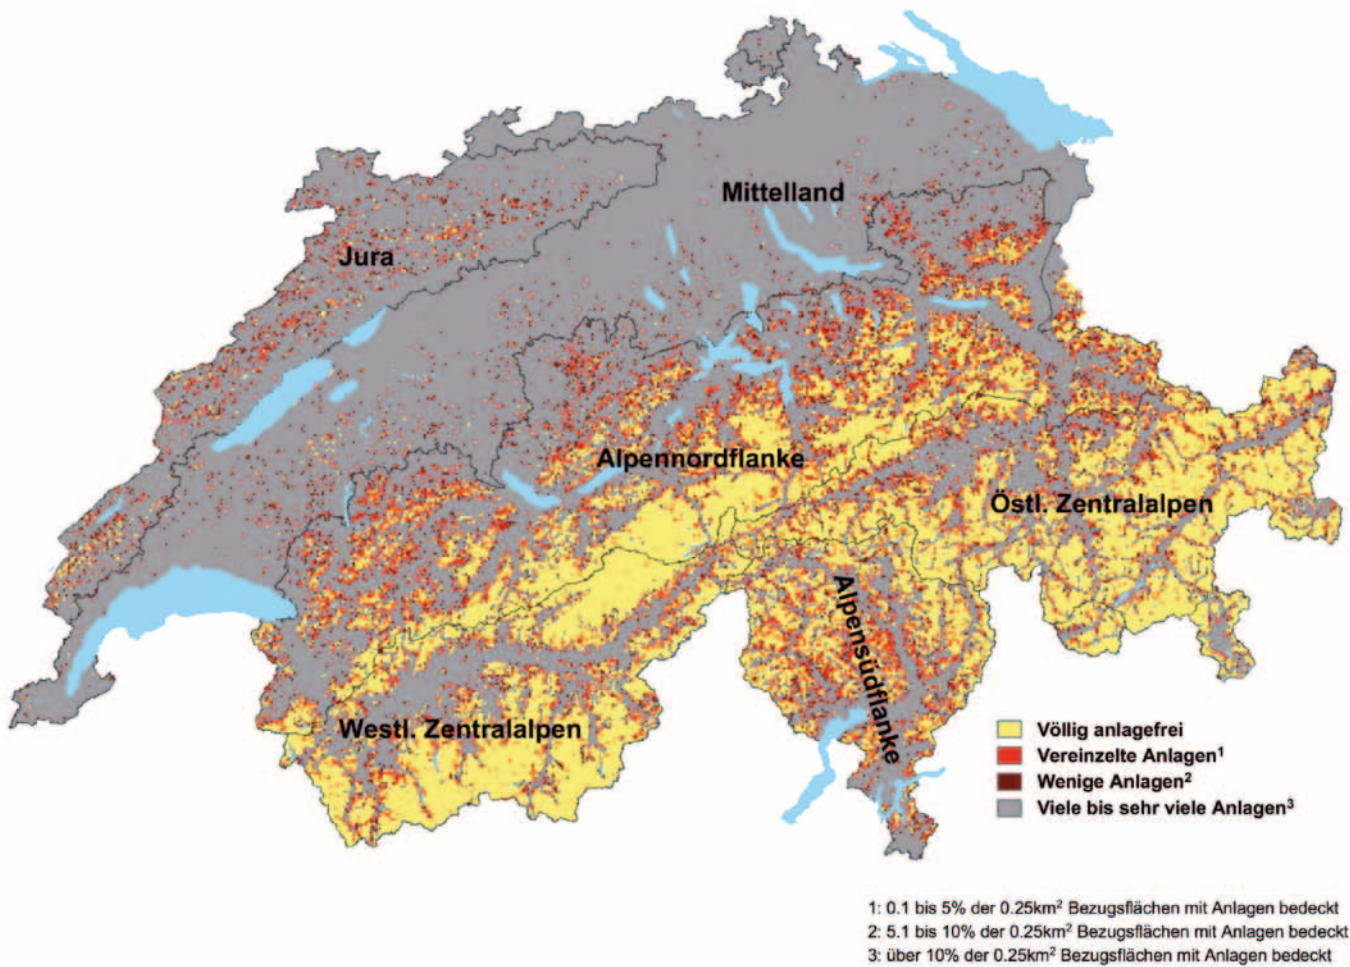 Mittelland
Jura
Alpennordflanke
Östl. Zentralalpen
Alpensüdflanke
Westl. Zentralalpen
Völlig anlagefrei
Vereinzelte Anlagen¹
Wenige Anlagen²
Viele bis sehr viele Anlagen³
1: 0.1 bis 5% der 0.25km² Bezugsflächen mit Anlagen bedeckt
2: 5.1 bis 10% der 0.25km² Bezugsflächen mit Anlagen bedeckt
3: über 10% der 0.25km² Bezugsflächen mit Anlagen bedeckt